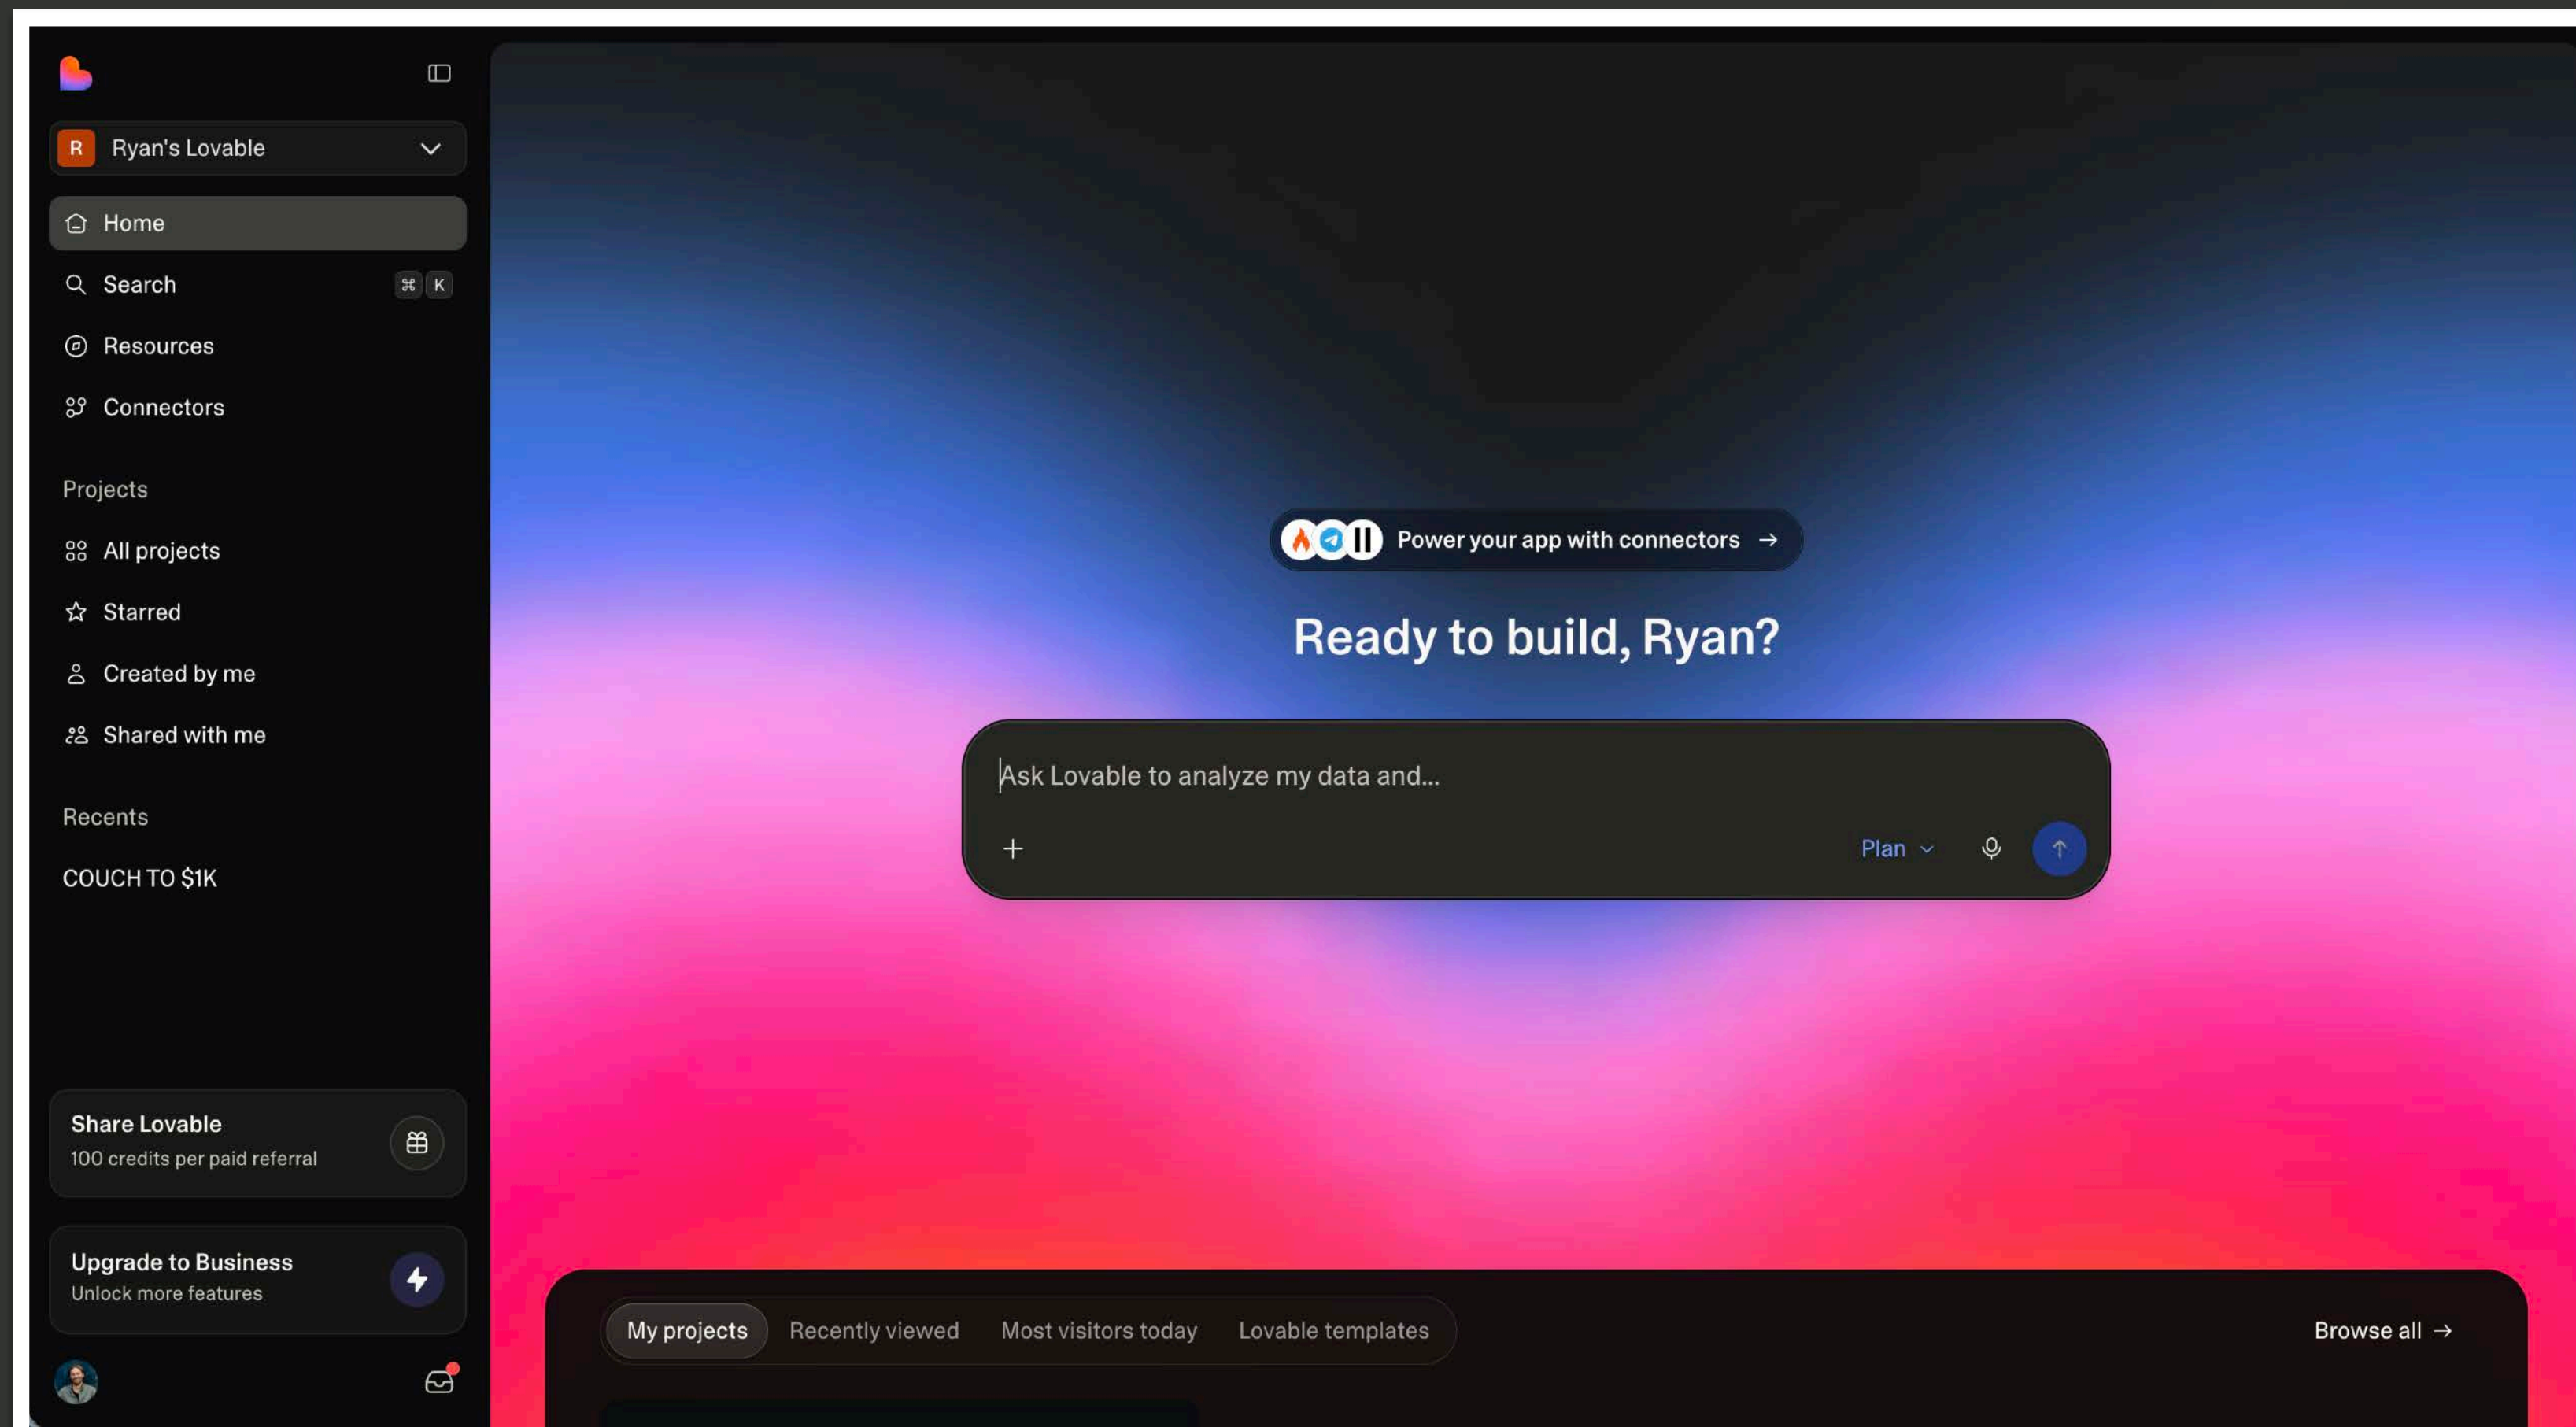 R Ryan's Lovable
Home
Search ⌘ K
Resources
Connectors
Projects
All projects
Starred
Created by me
Shared with me
Recents
COUCH TO $1K
Share Lovable
100 credits per paid referral
Upgrade to Business
Unlock more features
Power your app with connectors →
Ready to build, Ryan?
Ask Lovable to analyze my data and...
Plan
My projects Recently viewed Most visitors today Lovable templates Browse all →